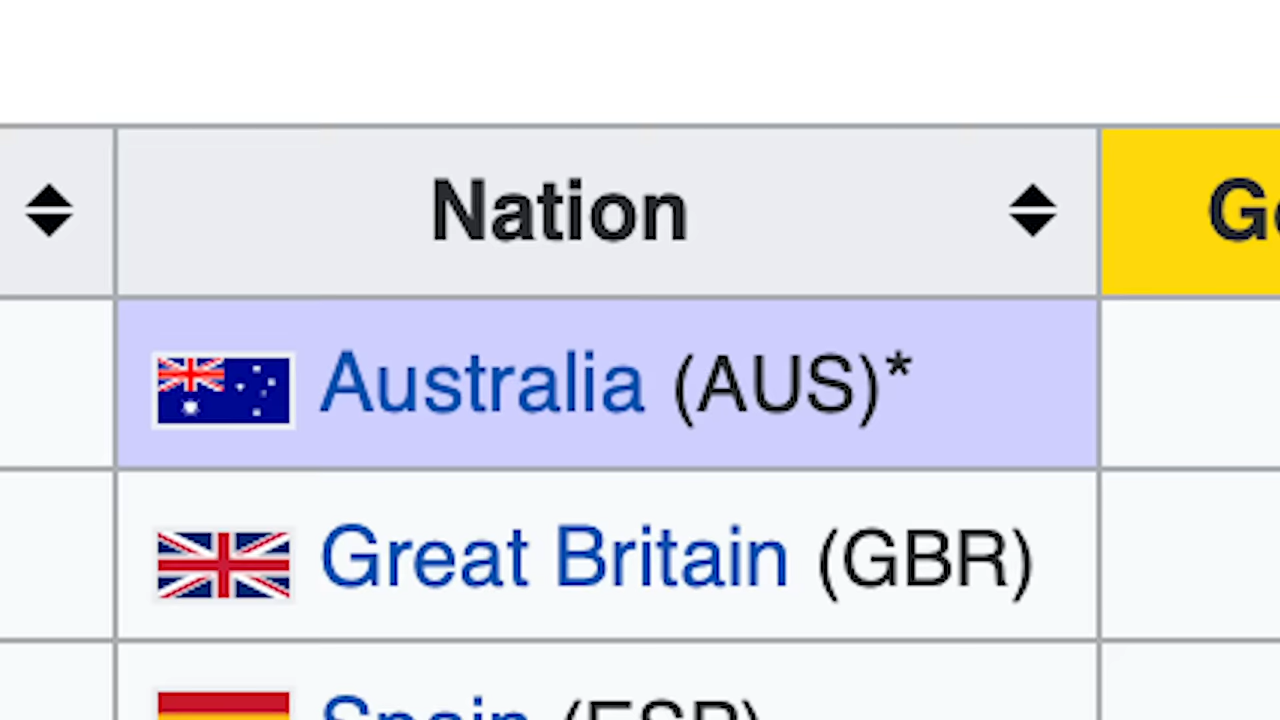 Nation
Australia (AUS)*
Great Britain (GBR)
Spain (ESP)